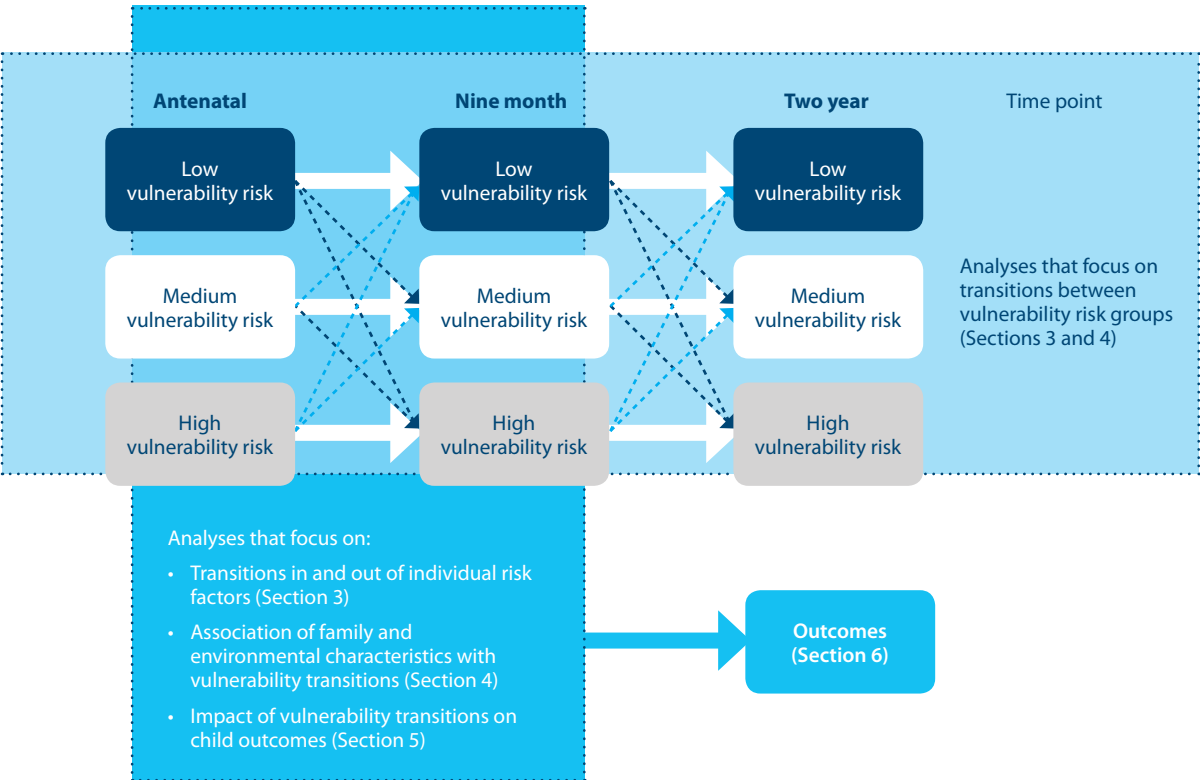 Antenatal
Nine month
Two year
Time point
Low
vulnerability risk
Low
vulnerability risk
Low
vulnerability risk
Medium
vulnerability risk
Medium
vulnerability risk
Medium
vulnerability risk
Analyses that focus on
transitions between
vulnerability risk groups
(Sections 3 and 4)
High
vulnerability risk
High
vulnerability risk
High
vulnerability risk
Analyses that focus on:
• Transitions in and out of individual risk
factors (Section 3)
• Association of family and
environmental characteristics with
vulnerability transitions (Section 4)
• Impact of vulnerability transitions on
child outcomes (Section 5)
Outcomes
(Section 6)